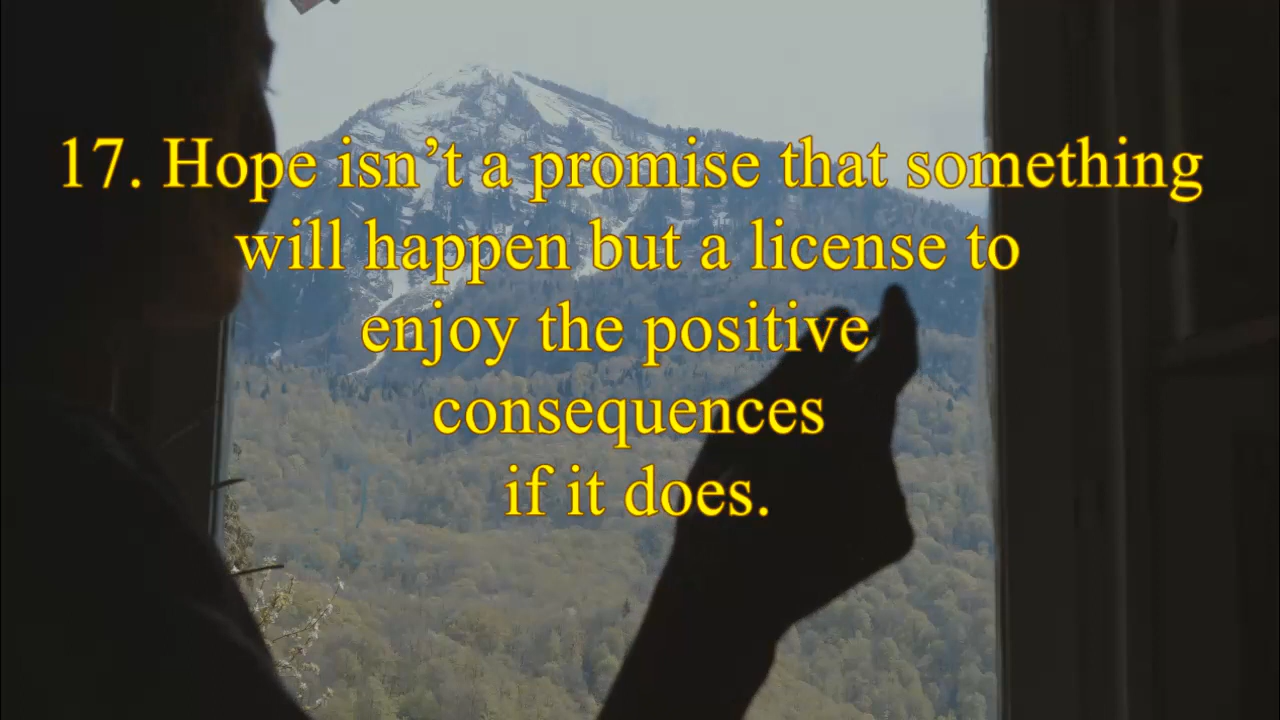 17. Hope isn’t a promise that something
will happen but a license to
enjoy the positive
consequences
if it does.